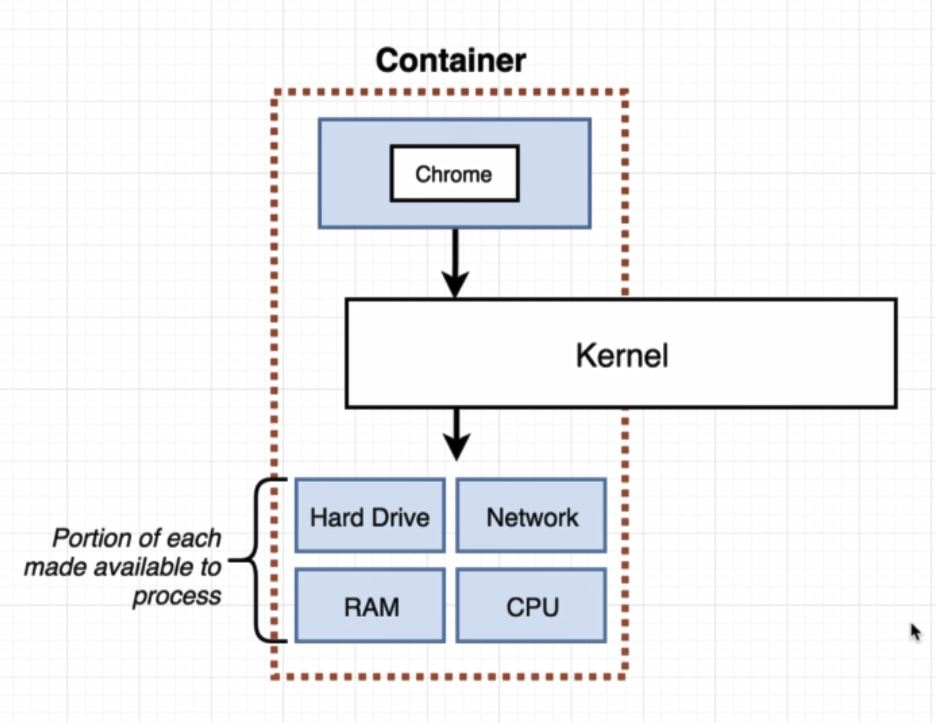 Container
Chrome
Kernel
Hard Drive
Network
Portion of each
made available to
process
RAM
CPU